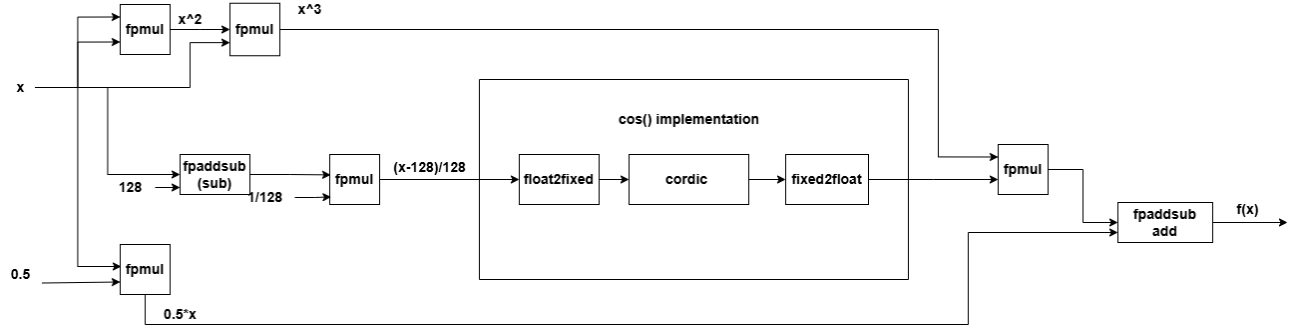 x^3
x^2
fpmul
fpmul
x
cos() implementation
fpaddsub
(sub)
128
1/128
fpmul
(x-128)/128
float2fixed
cordic
fixed2float
fpmul
fpaddsub
add
f(x)
0.5
fpmul
0.5*x